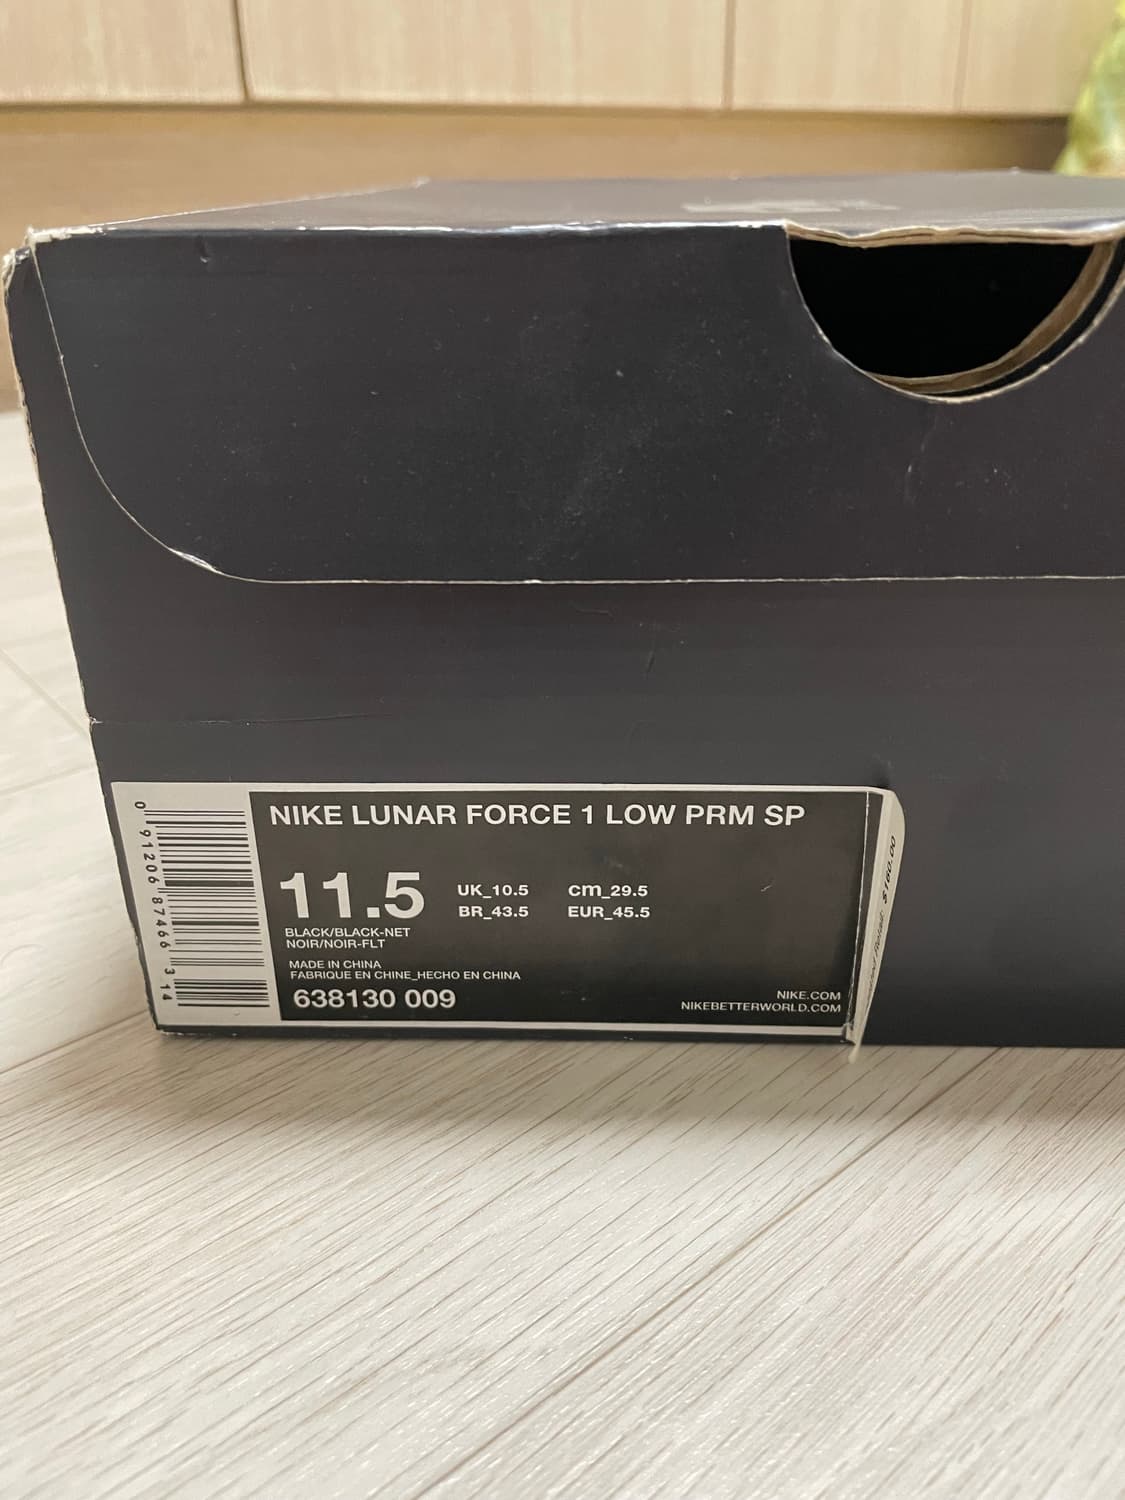 NIKE LUNAR FORCE 1 LOW PRM SP
11.5
UK_10.5 cm_29.5
BR_43.5 EUR_45.5
BLACK/BLACK-NET
NOIR/NOIR-FLT
MADE IN CHINA
FABRIQUE EN CHINE_HECHO EN CHINA
638130 009
NIKE.COM
NIKEBETTERWORLD.COM
0 91206 87466 3 14
$160.00